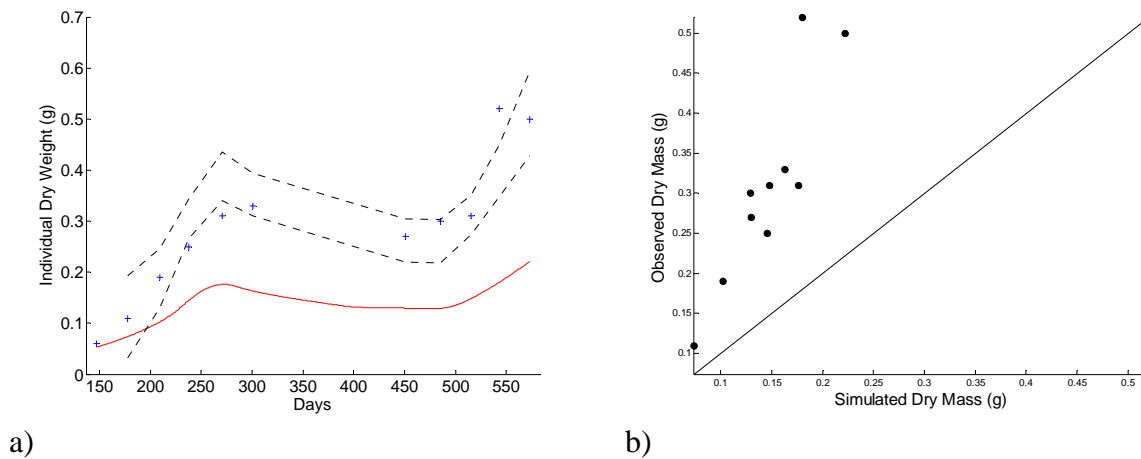 0.7
0.6
0.5
0.4
0.3
0.2
0.1
0
Individual Dry Weight (g)
150 200 250 300 350 400 450 500 550
Days
a)
0.5
0.45
0.4
0.35
0.3
0.25
0.2
0.15
0.1
Observed Dry Mass (g)
0.1 0.15 0.2 0.25 0.3 0.35 0.4 0.45 0.5
Simulated Dry Mass (g)
b)